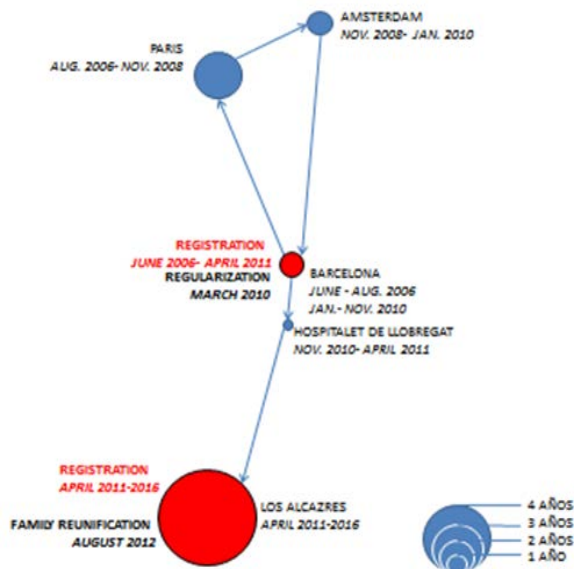 AMSTERDAM
NOV. 2008- JAN. 2010
PARIS
AUG. 2006- NOV. 2008
REGISTRATION
JUNE 2006- APRIL 2011
REGULARIZATION
MARCH 2010
BARCELONA
JUNE - AUG. 2006
JAN.- NOV. 2010
HOSPITALET DE LLOBREGAT
NOV. 2010- APRIL 2011
REGISTRATION
APRIL 2011-2016
FAMILY REUNIFICATION
AUGUST 2012
LOS ALCAZRES
APRIL 2011-2016
4 AÑOS
3 AÑOS
2 AÑOS
1 AÑO